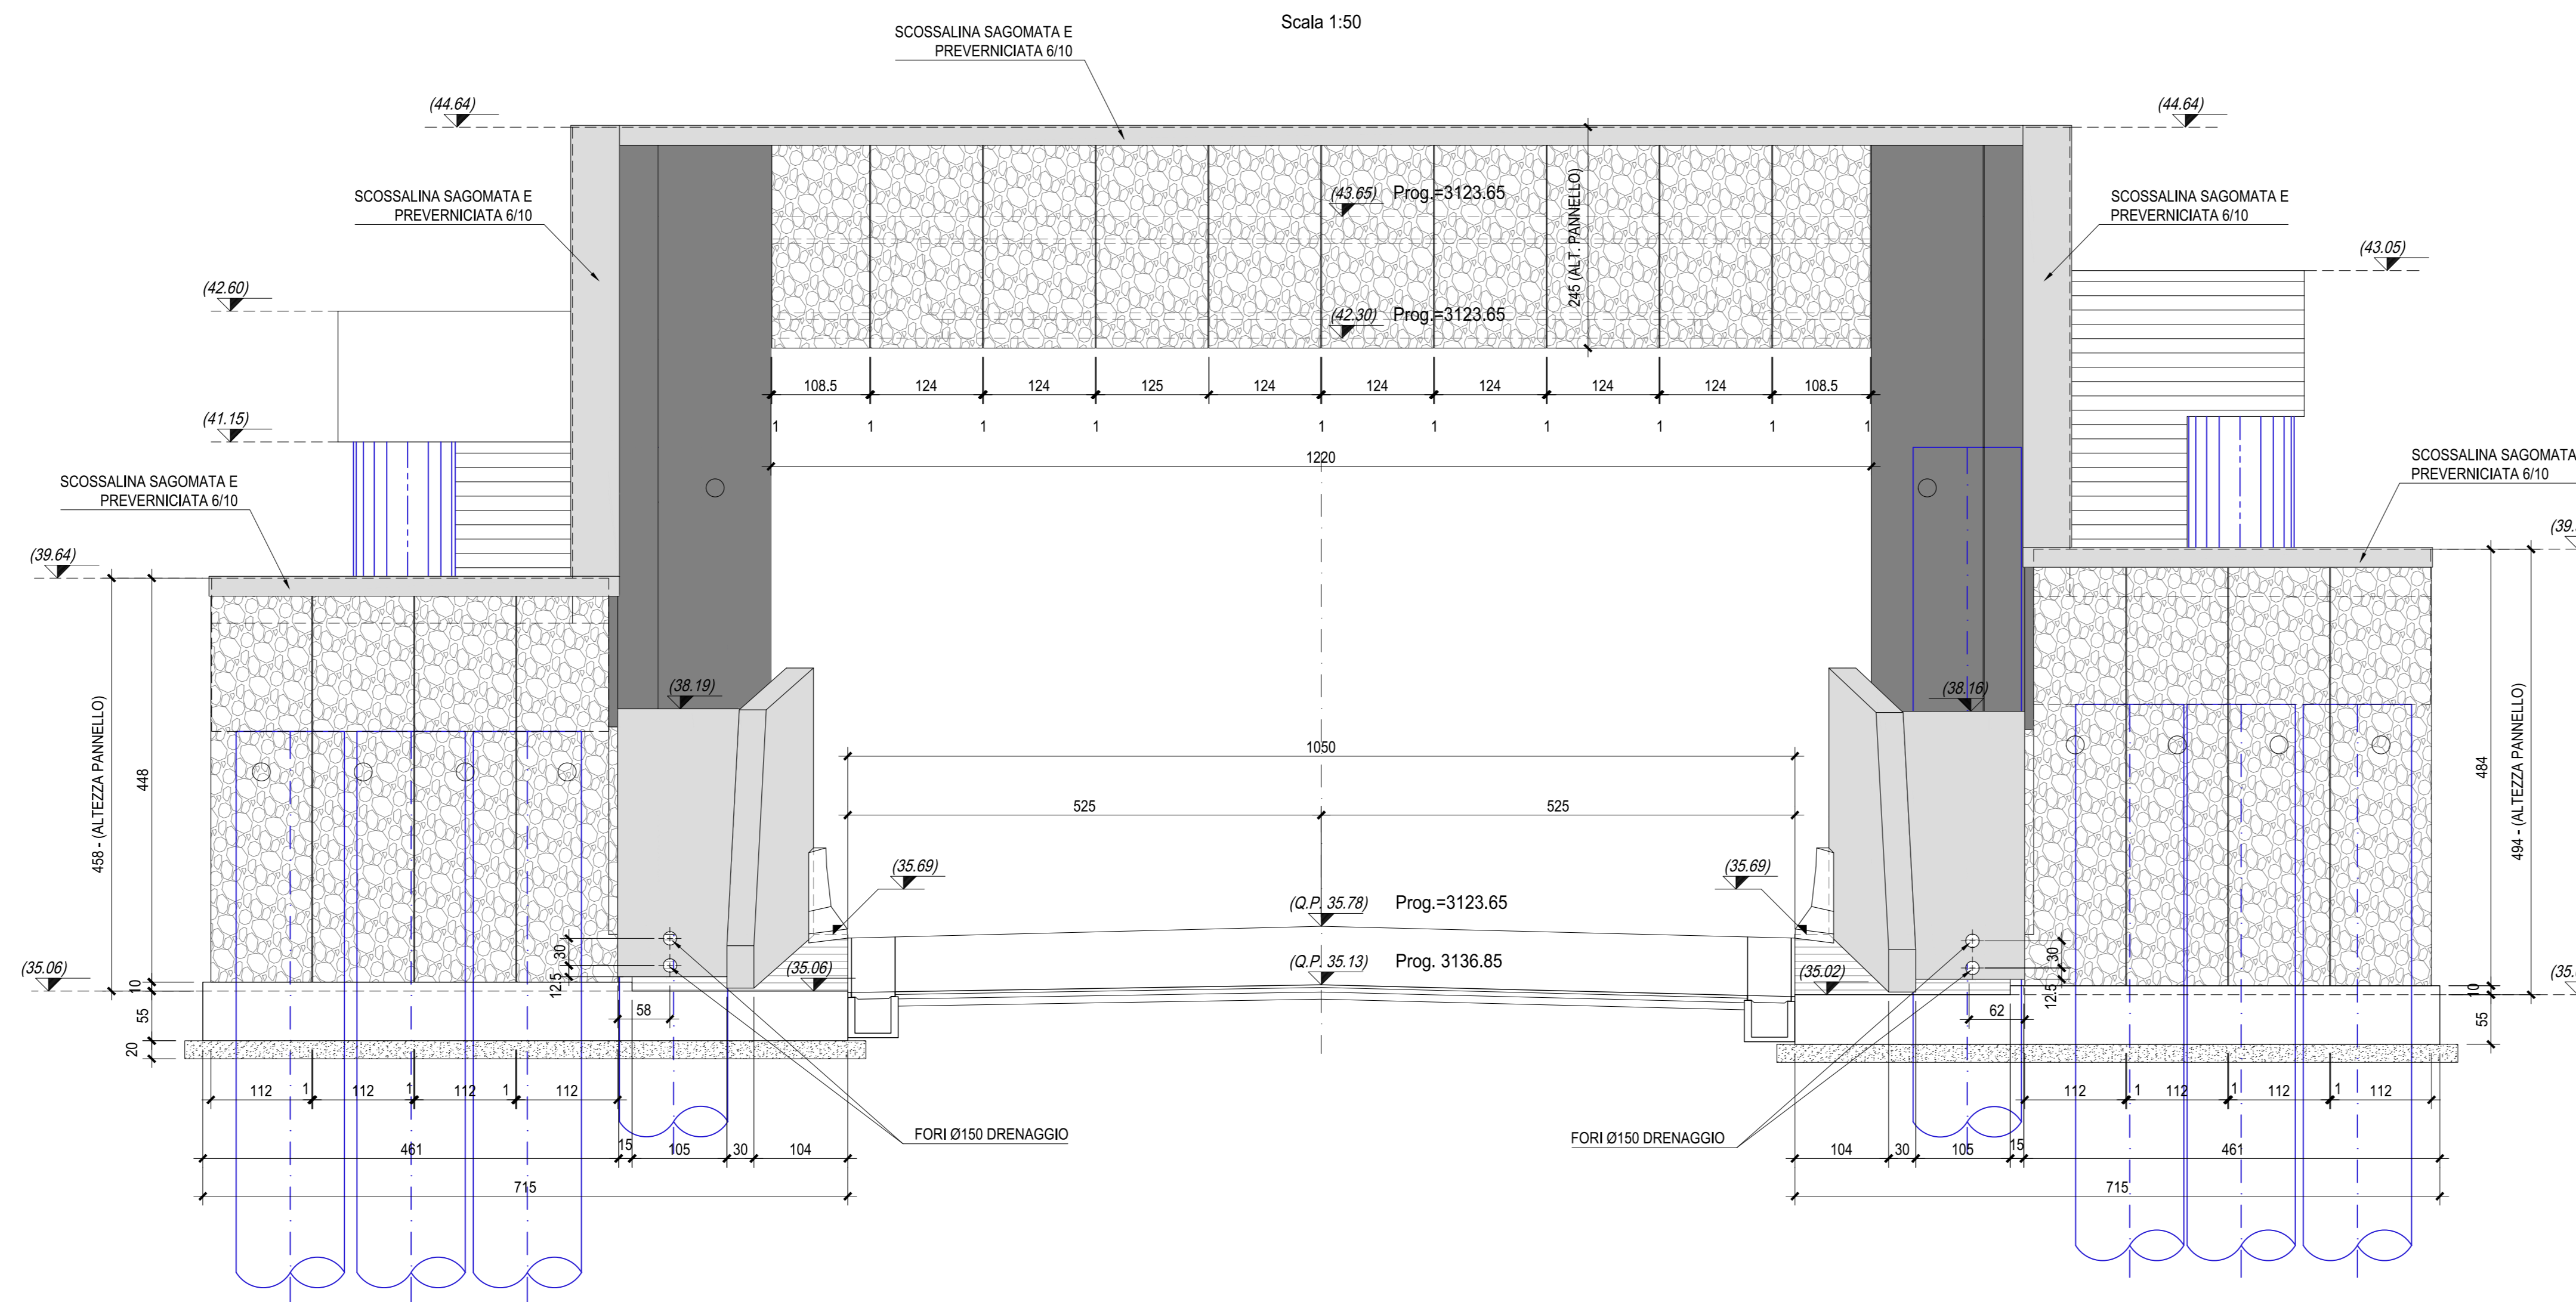 Scala 1:50
SCOSSALINA SAGOMATA E
PREVERNICIATA 6/10
(44.64)
(44.64)
SCOSSALINA SAGOMATA E
PREVERNICIATA 6/10
(43.65) Prog.=3123.65
245 (ALT. PANNELLO)
SCOSSALINA SAGOMATA E
PREVERNICIATA 6/10
(43.05)
(42.60)
(42.30) Prog.=3123.65
108.5 124 124 125 124 124 124 124 124 108.5
(41.15)
1 1 1 1 1 1 1 1 1 1
1220
SCOSSALINA SAGOMATA E
PREVERNICIATA 6/10
SCOSSALINA SAGOMATA
PREVERNICIATA 6/10
(39.64)
(39.
(38.19)
(38.16)
458 - (ALTEZZA PANNELLO)
448
1050
484
494 - (ALTEZZA PANNELLO)
525 525
(35.69)
(35.69)
(Q.P. 35.78) Prog.=3123.65
30
12.5
(35.06)
(35.06)
(Q.P. 35.13) Prog. 3136.85
(35.02)
30
12.5
(35.
10
55
20
58
62
10
55
112 1 112 1 112 1 112
112 1 112 1 112 1 112
FORI Ø150 DRENAGGIO
FORI Ø150 DRENAGGIO
461 15 105 30 104
104 30 105 15 461
715
715